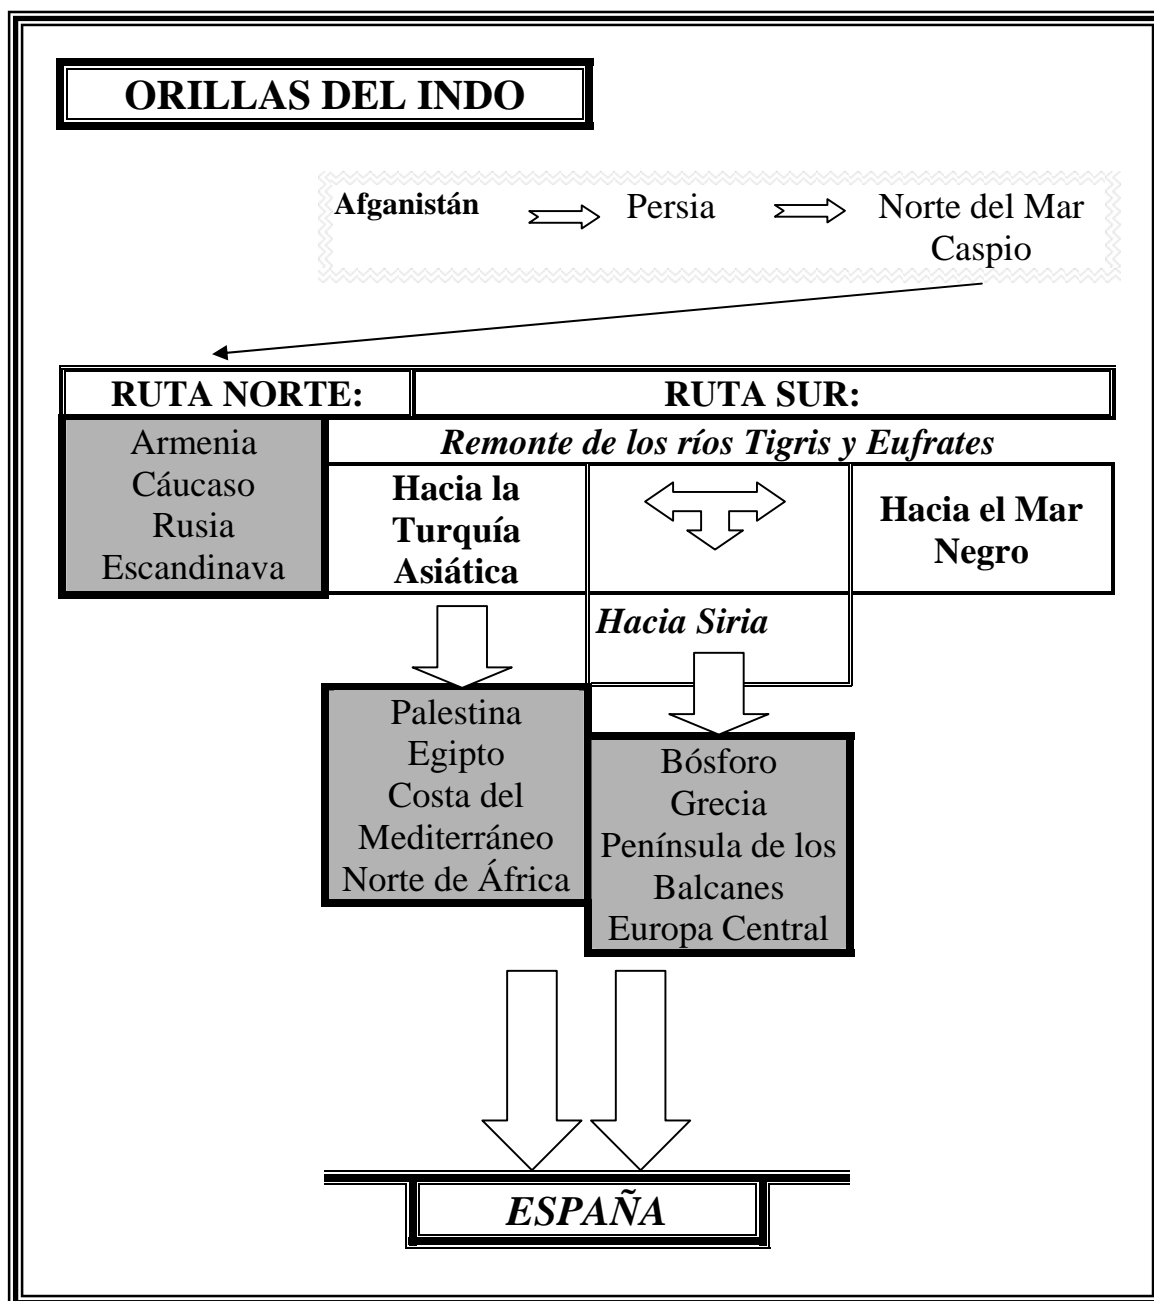 ORILLAS DEL INDO
Afganistán
Persia
Norte del Mar
Caspio
RUTA NORTE:
RUTA SUR:
Armenia
Cáucaso
Rusia
Escandinava
Remonte de los ríos Tigris y Eufrates
Hacia la
Turquía
Asiática
Hacia el Mar
Negro
Hacia Siria
Palestina
Egipto
Costa del
Mediterráneo
Norte de África
Bósforo
Grecia
Península de los
Balcanes
Europa Central
ESPAÑA